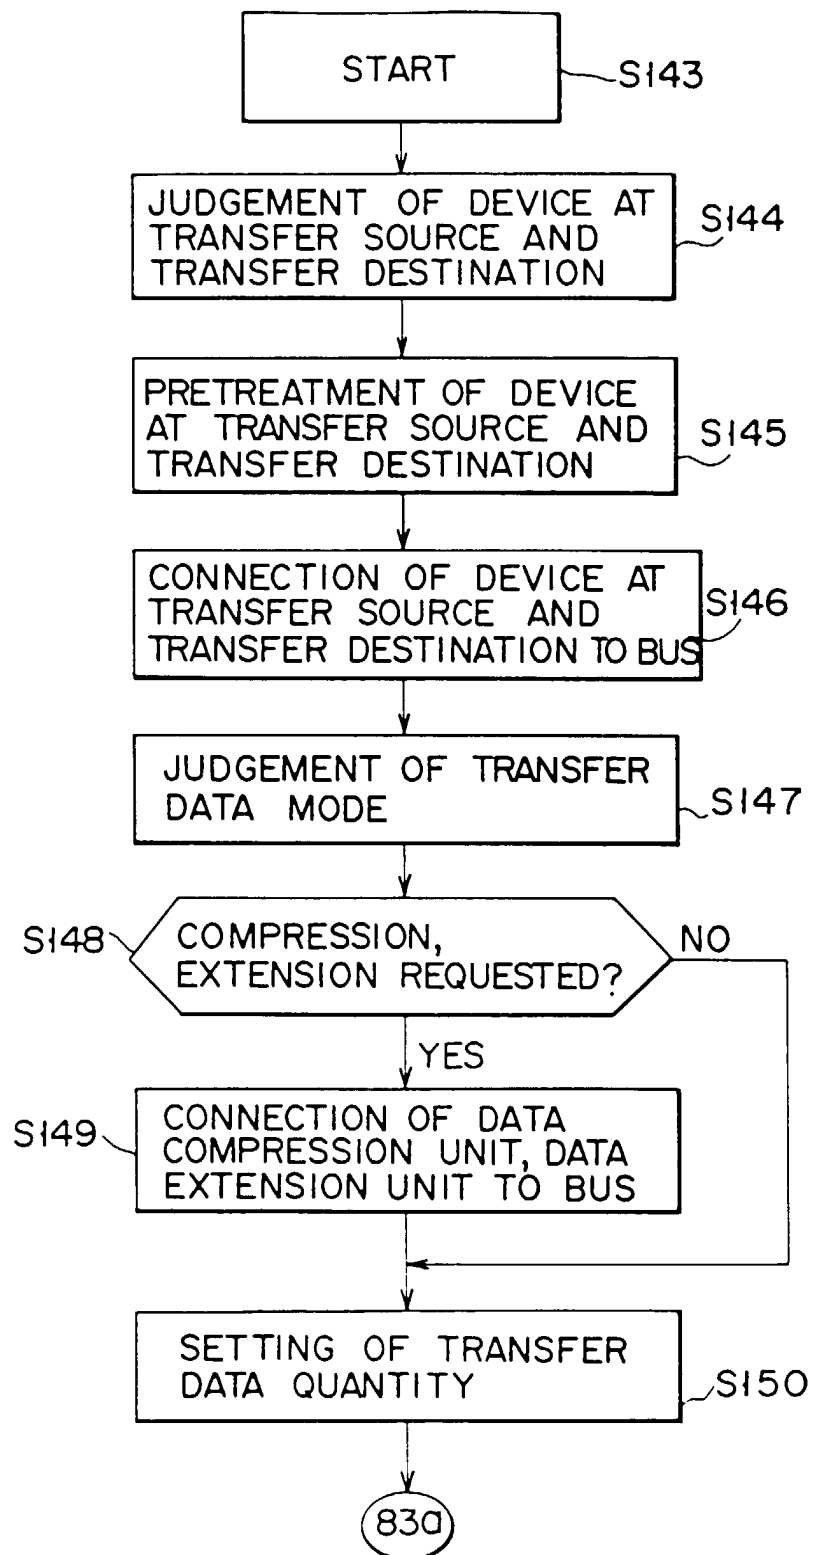 START
S143
JUDGEMENT OF DEVICE AT
TRANSFER SOURCE AND
TRANSFER DESTINATION
S144
PRETREATMENT OF DEVICE
AT TRANSFER SOURCE AND
TRANSFER DESTINATION
S145
CONNECTION OF DEVICE AT
TRANSFER SOURCE AND
TRANSFER DESTINATION TO BUS
S146
JUDGEMENT OF TRANSFER
DATA MODE
S147
S148
COMPRESSION,
EXTENSION REQUESTED?
NO
YES
S149
CONNECTION OF DATA
COMPRESSION UNIT, DATA
EXTENSION UNIT TO BUS
SETTING OF TRANSFER
DATA QUANTITY
S150
83a